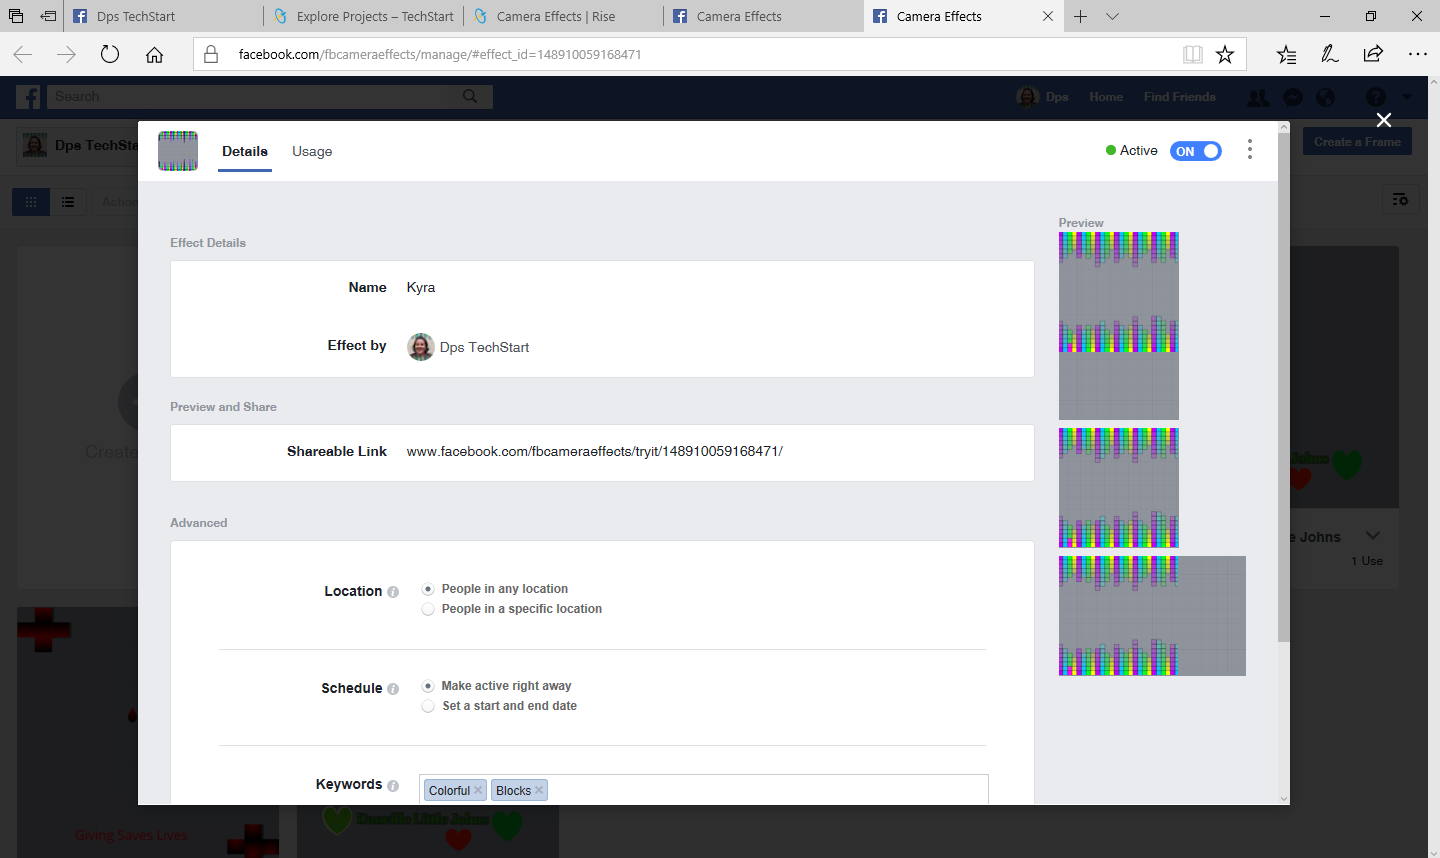 Dps TechStart
Explore Projects – TechStart
Camera Effects | Rise
Camera Effects
Camera Effects
facebook.com/fbcameraeffects/manage/#effect_id=148910059168471
Search
Dps
Home
Find Friends
Dps TechSta
Create a Frame
Details
Usage
Active
ON
Actio
Effect Details
Preview
Name
Kyra
Effect by
Dps TechStart
Preview and Share
Shareable Link
www.facebook.com/fbcameraeffects/tryit/148910059168471/
Create
Johns
e Johns
1 Use
Advanced
Location
People in any location
People in a specific location
Schedule
Make active right away
Set a start and end date
Keywords
Colorful
Blocks
Giving Saves Lives
Danville Little Johns